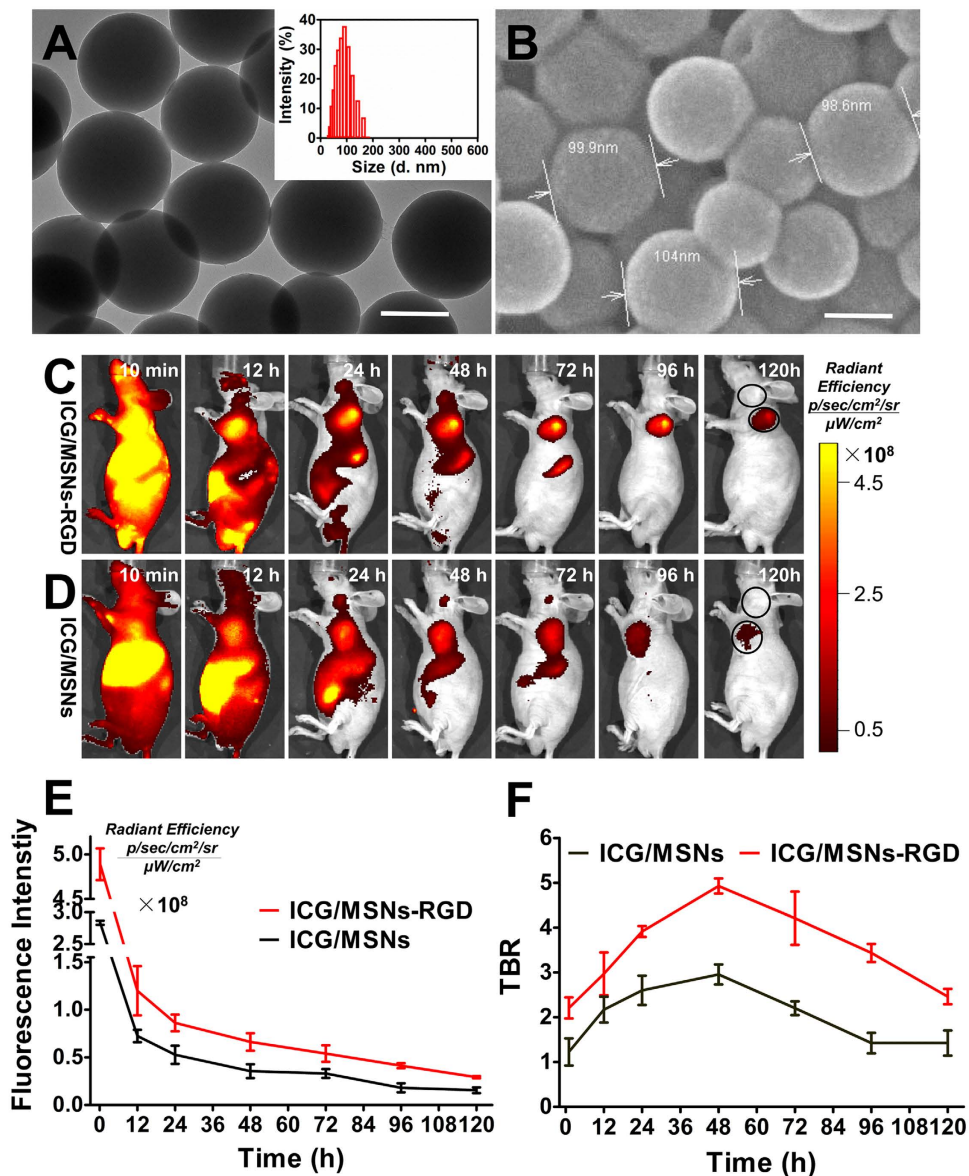 A
Intensity (%)
40
30
20
10
0
0 100 200 300 400 500 600
Size (d. nm)
B
99.9nm
98.6nm
104nm
C
ICG/MSNs-RGD
10 min
12 h
24 h
48 h
72 h
96 h
120h
D
ICG/MSNs
10 min
12 h
24 h
48 h
72 h
96 h
120h
Radiant
Efficiency
p/sec/cm²/sr
µW/cm²
× 10⁸
4.5
2.5
0.5
E
Radiant Efficiency
p/sec/cm²/sr
µW/cm²
× 10⁸
ICG/MSNs-RGD
ICG/MSNs
Fluorescence Intenstiy
5.0
4.5
3.0
2.5
1.5
1.0
0.5
0.0
0 12 24 36 48 60 72 84 96 108 120
Time (h)
F
ICG/MSNs
ICG/MSNs-RGD
TBR
6
5
4
3
2
1
0
0 12 24 36 48 60 72 84 96 108 120
Time (h)